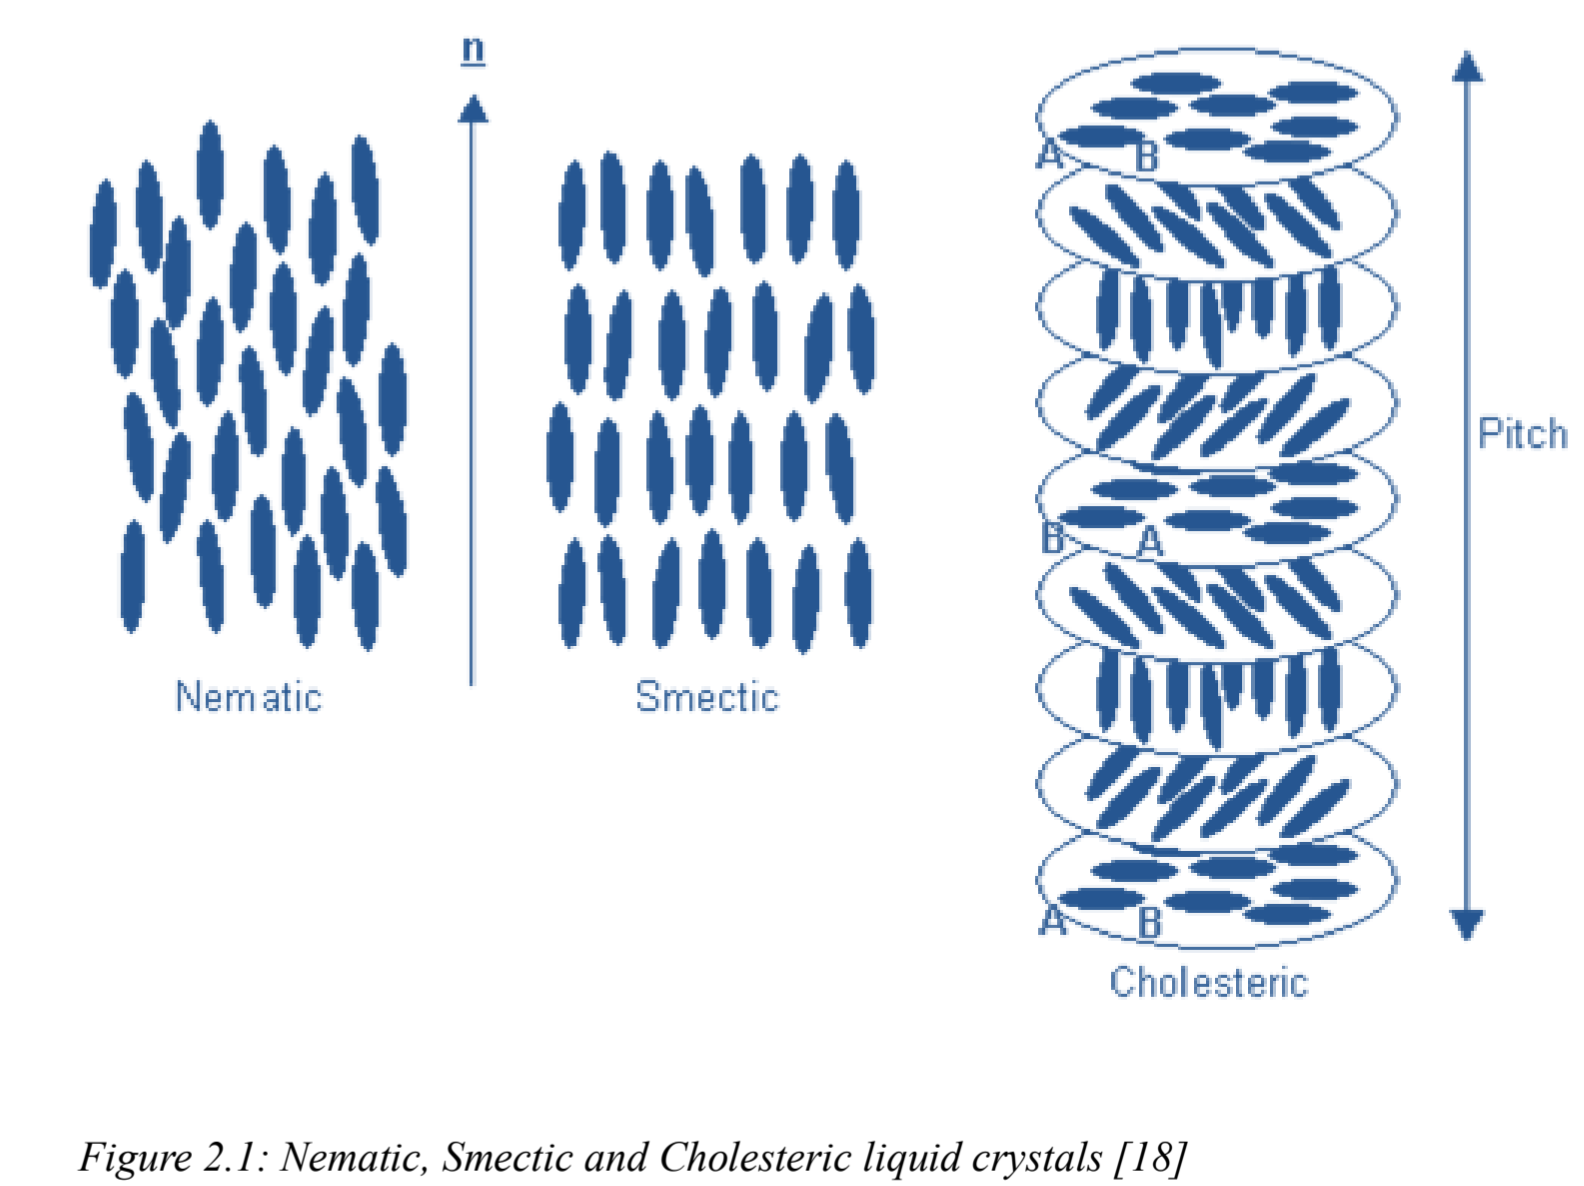 n
A B
Pitch
B A
Nematic
Smectic
A B
Cholesteric
Figure 2.1: Nematic, Smectic and Cholesteric liquid crystals [18]